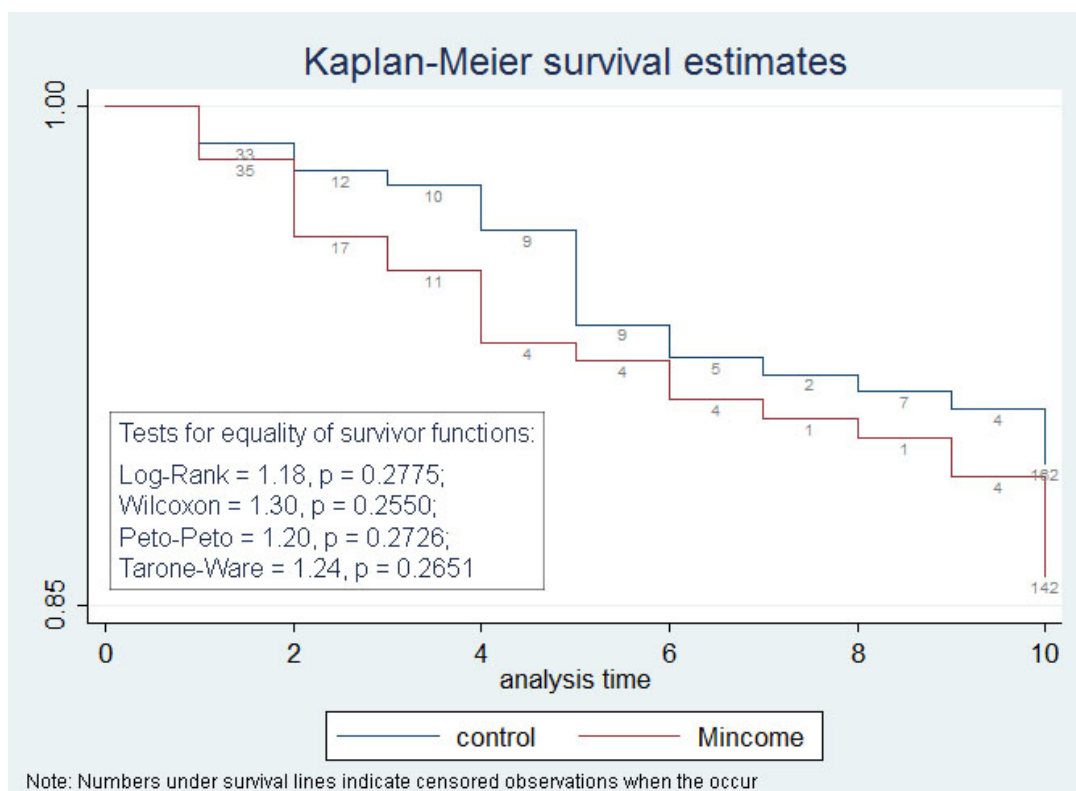 Kaplan-Meier survival estimates
1.00
33
35
12
10
17
9
11
9
4
4
5
2
7
4
4
1
1
4
162
142
Tests for equality of survivor functions:
Log-Rank = 1.18, p = 0.2775;
Wilcoxon = 1.30, p = 0.2550;
Peto-Peto = 1.20, p = 0.2726;
Tarone-Ware = 1.24, p = 0.2651
0.85
0 2 4 6 8 10
analysis time
control Mincome
Note: Numbers under survival lines indicate censored observations when the occur